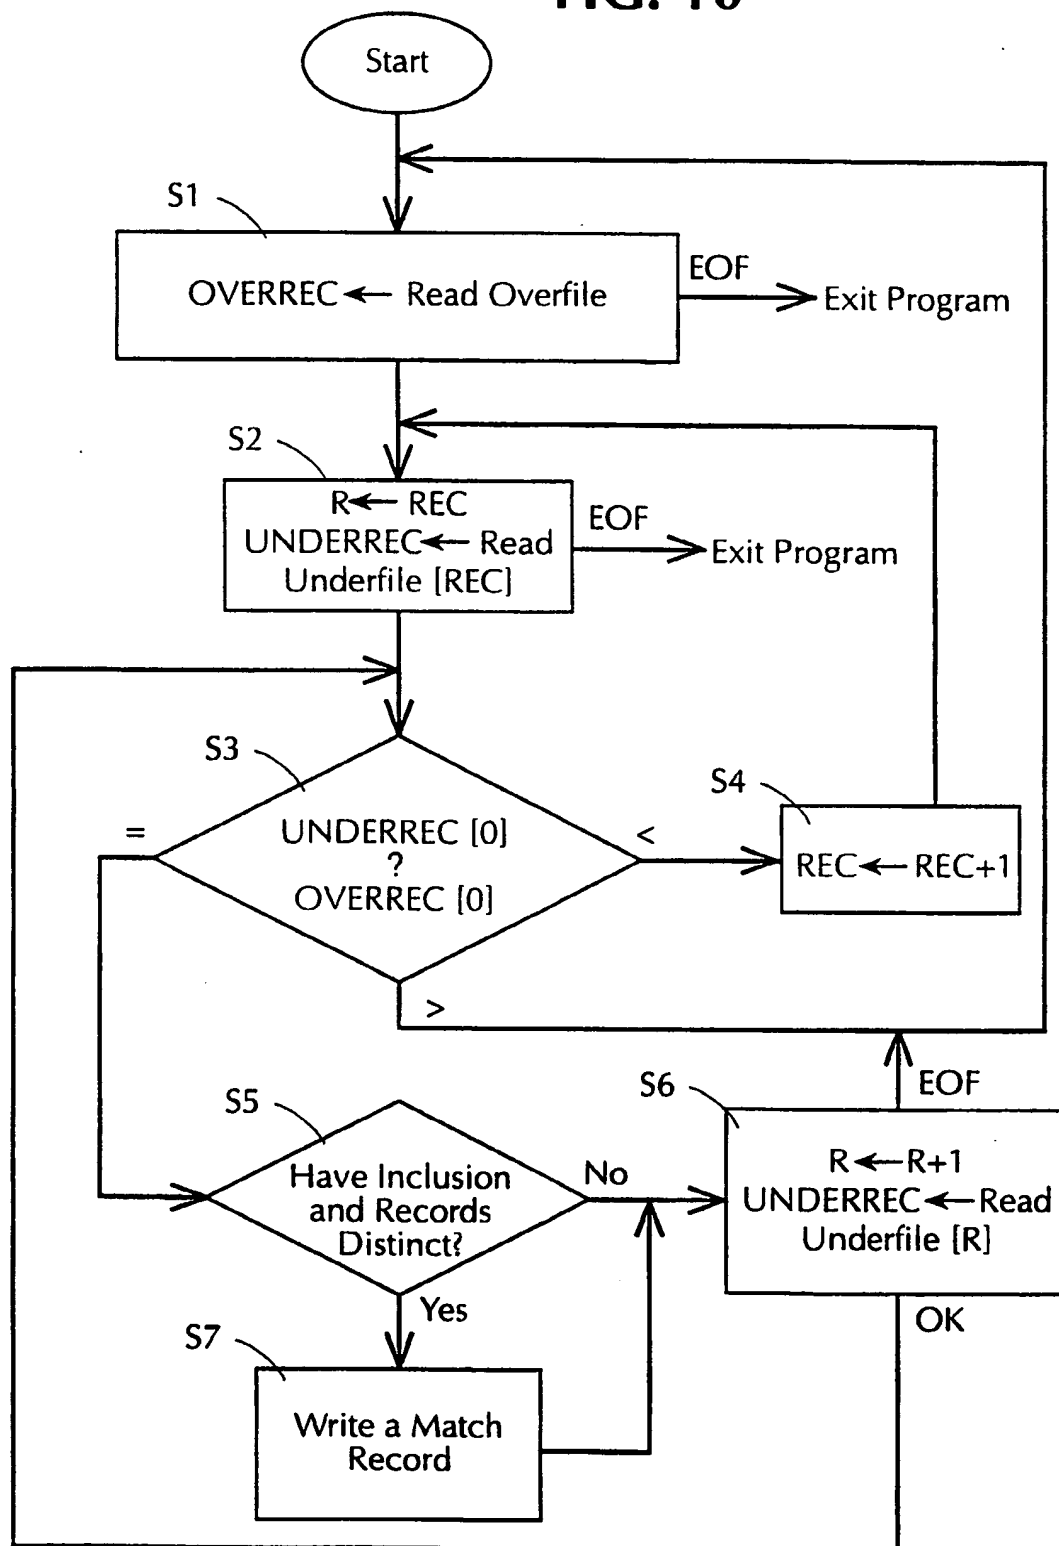 FIG. 10
Start
S1
OVERREC ← Read Overfile
EOF
Exit Program
S2
R ← REC
UNDERREC ← Read
Underfile [REC]
EOF
Exit Program
S3
UNDERREC [0]
?
OVERREC [0]
=
<
>
S4
REC ← REC+1
S5
Have Inclusion
and Records
Distinct?
No
Yes
S6
EOF
R ← R+1
UNDERREC ← Read
Underfile [R]
OK
S7
Write a Match
Record